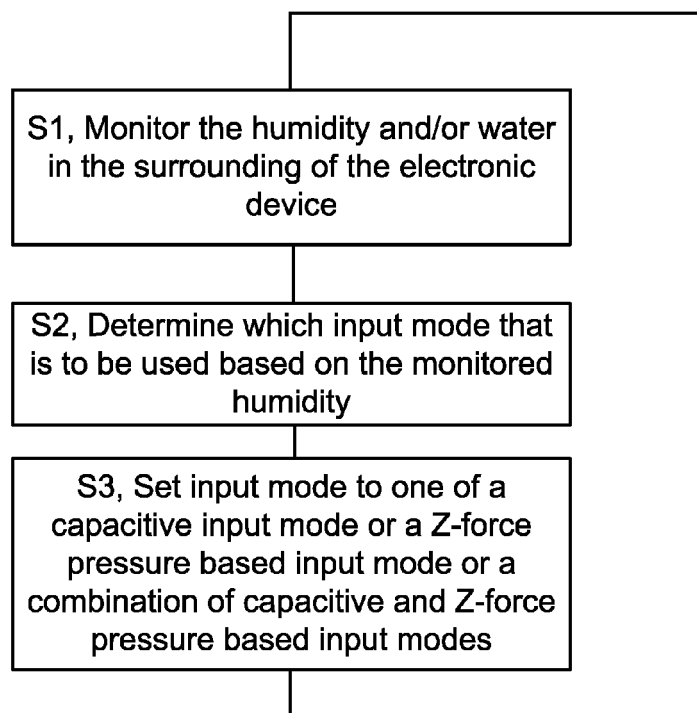 S1, Monitor the humidity and/or water
in the surrounding of the electronic
device
S2, Determine which input mode that
is to be used based on the monitored
humidity
S3, Set input mode to one of a
capacitive input mode or a Z-force
pressure based input mode or a
combination of capacitive and Z-force
pressure based input modes